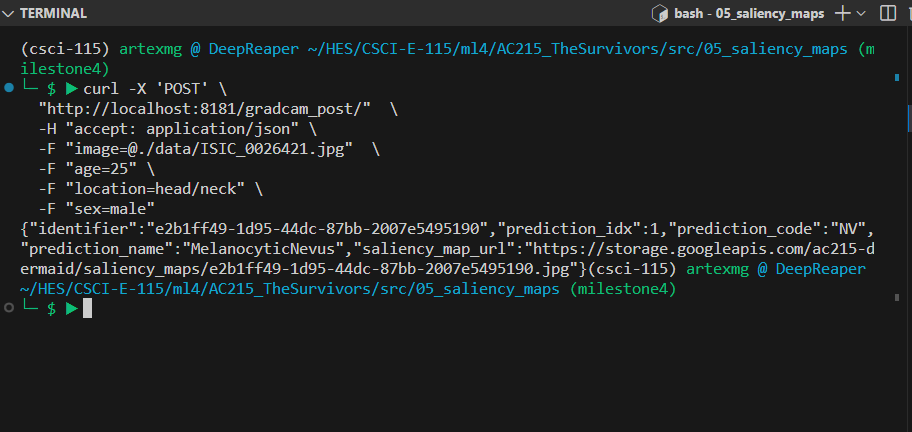 TERMINAL
bash - 05_saliency_maps
(csci-115) artexmg @ DeepReaper ~/HES/CSCI-E-115/ml4/AC215_TheSurvivors/src/05_saliency_maps (m
ilestone4)
└─ $ ▶ curl -X 'POST' \
"http://localhost:8181/gradcam_post/"  \
-H "accept: application/json" \
-F "image=@./data/ISIC_0026421.jpg"  \
-F "age=25" \
-F "location=head/neck" \
-F "sex=male"
{"identifier":"e2b1ff49-1d95-44dc-87bb-2007e5495190","prediction_idx":1,"prediction_code":"NV",
"prediction_name":"MelanocyticNevus","saliency_map_url":"https://storage.googleapis.com/ac215-d
ermaid/saliency_maps/e2b1ff49-1d95-44dc-87bb-2007e5495190.jpg"}(csci-115) artexmg @ DeepReaper
~/HES/CSCI-E-115/ml4/AC215_TheSurvivors/src/05_saliency_maps (milestone4)
└─ $ ▶